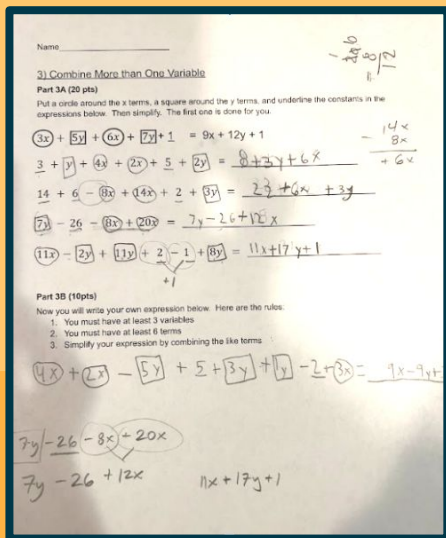 Name
14x
- 8x
+6x
3) Combine More than One Variable
Part 3A (20 pts)
Put a circle around the x terms, a square around the y terms, and underline the constants in the
expressions below. Then simplify. The first one is done for you.
3x + 5y + 6x + 7y + 1 = 9x + 12y + 1
3 + y + 4x + 2x + 5 + 2y = 8+3y+6x
14 + 6 - 8x + 14x + 2 + 3y = 22 +6x +3y
7y - 26 - 8x + 20x = 7y-26+12x
11x - 2y + 11y + 2 - 1 + 8y = 11x+17y+1
+1
Part 3B (10pts)
Now you will write your own expression below. Here are the rules:
1. You must have at least 3 variables
2. You must have at least 6 terms
3. Simplify your expression by combining the like terms
4x + 2x - 5y + 5 + 3y + 1y - 2 + 3x = 9x-9y+
7y - 26 - 8x + 20x
7y - 26 + 12x
11x + 17y + 1